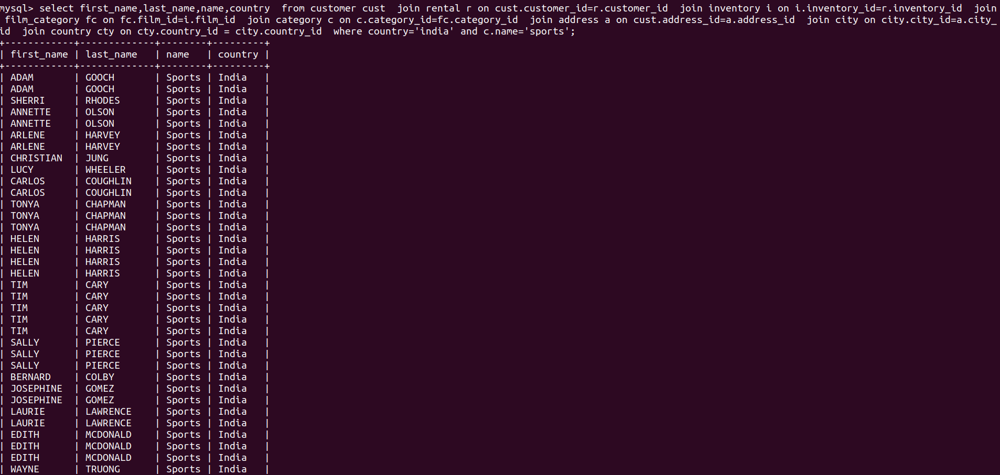 mysql> select first_name,last_name,name,country  from customer cust  join rental r on cust.customer_id=r.customer_id  join inventory i on i.inventory_id=r.inventory_id  join
 film_category fc on fc.film_id=i.film_id  join category c on c.category_id=fc.category_id  join address a on cust.address_id=a.address_id  join city on city.city_id=a.city_
id  join country cty on cty.country_id = city.country_id  where country='india' and c.name='sports';
+------------+-------------+--------+---------+
| first_name | last_name   | name   | country |
+------------+-------------+--------+---------+
| ADAM       | GOOCH       | Sports | India   |
| ADAM       | GOOCH       | Sports | India   |
| SHERRI     | RHODES      | Sports | India   |
| ANNETTE    | OLSON       | Sports | India   |
| ANNETTE    | OLSON       | Sports | India   |
| ARLENE     | HARVEY      | Sports | India   |
| ARLENE     | HARVEY      | Sports | India   |
| CHRISTIAN  | JUNG        | Sports | India   |
| LUCY       | WHEELER     | Sports | India   |
| CARLOS     | COUGHLIN    | Sports | India   |
| CARLOS     | COUGHLIN    | Sports | India   |
| TONYA      | CHAPMAN     | Sports | India   |
| TONYA      | CHAPMAN     | Sports | India   |
| TONYA      | CHAPMAN     | Sports | India   |
| HELEN      | HARRIS      | Sports | India   |
| HELEN      | HARRIS      | Sports | India   |
| HELEN      | HARRIS      | Sports | India   |
| HELEN      | HARRIS      | Sports | India   |
| TIM        | CARY        | Sports | India   |
| TIM        | CARY        | Sports | India   |
| TIM        | CARY        | Sports | India   |
| TIM        | CARY        | Sports | India   |
| TIM        | CARY        | Sports | India   |
| SALLY      | PIERCE      | Sports | India   |
| SALLY      | PIERCE      | Sports | India   |
| SALLY      | PIERCE      | Sports | India   |
| BERNARD    | COLBY       | Sports | India   |
| JOSEPHINE  | GOMEZ       | Sports | India   |
| JOSEPHINE  | GOMEZ       | Sports | India   |
| LAURIE     | LAWRENCE    | Sports | India   |
| LAURIE     | LAWRENCE    | Sports | India   |
| EDITH      | MCDONALD    | Sports | India   |
| EDITH      | MCDONALD    | Sports | India   |
| EDITH      | MCDONALD    | Sports | India   |
| WAYNE      | TRUONG      | Sports | India   |